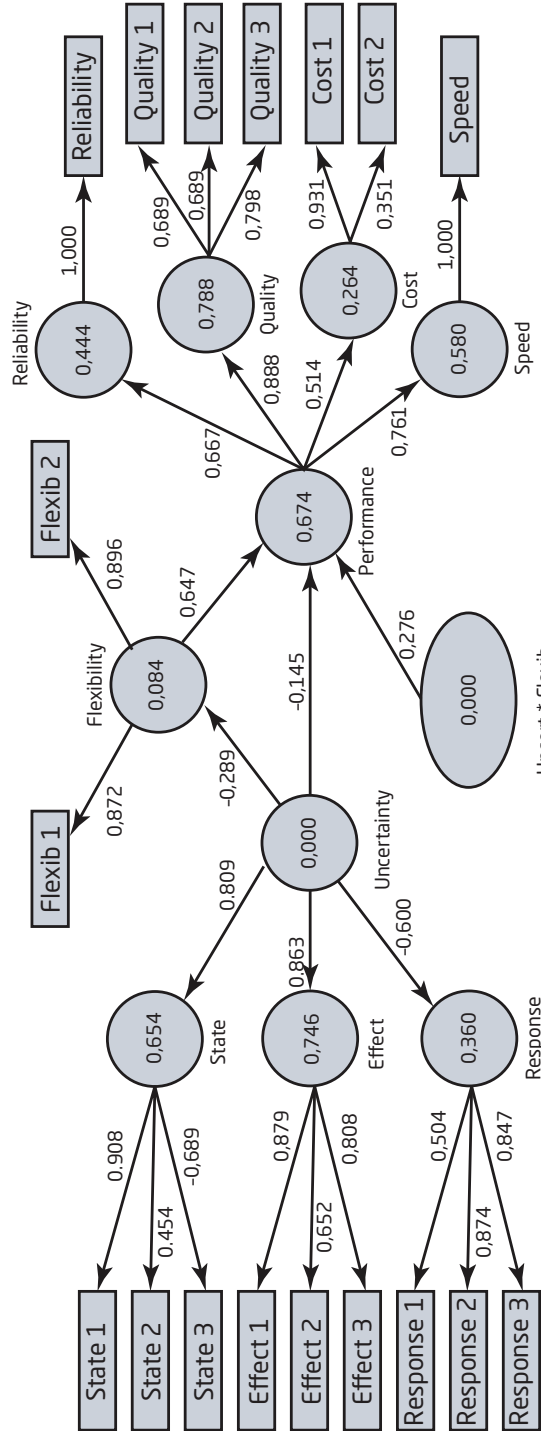 State 1
State 2
State 3
Effect 1
Effect 2
Effect 3
Response 1
Response 2
Response 3
0.908
0.454
-0,689
0,879
0,652
0,808
0,504
0,874
0,847
0,654
State
0,746
Effect
0,360
Response
0.809
0.863
-0,600
0,000
Uncertainty
Flexib 1
Flexib 2
0,872
0,896
Flexibility
0,084
-0,289
0,647
-0,145
0,276
0,000
0,674
Performance
0,667
0,888
0,514
0,761
Reliability
0,444
0,788
Quality
0,264
Cost
0,580
Speed
1,000
0,689
0,689
0,798
0,931
0,351
1,000
Reliability
Quality 1
Quality 2
Quality 3
Cost 1
Cost 2
Speed